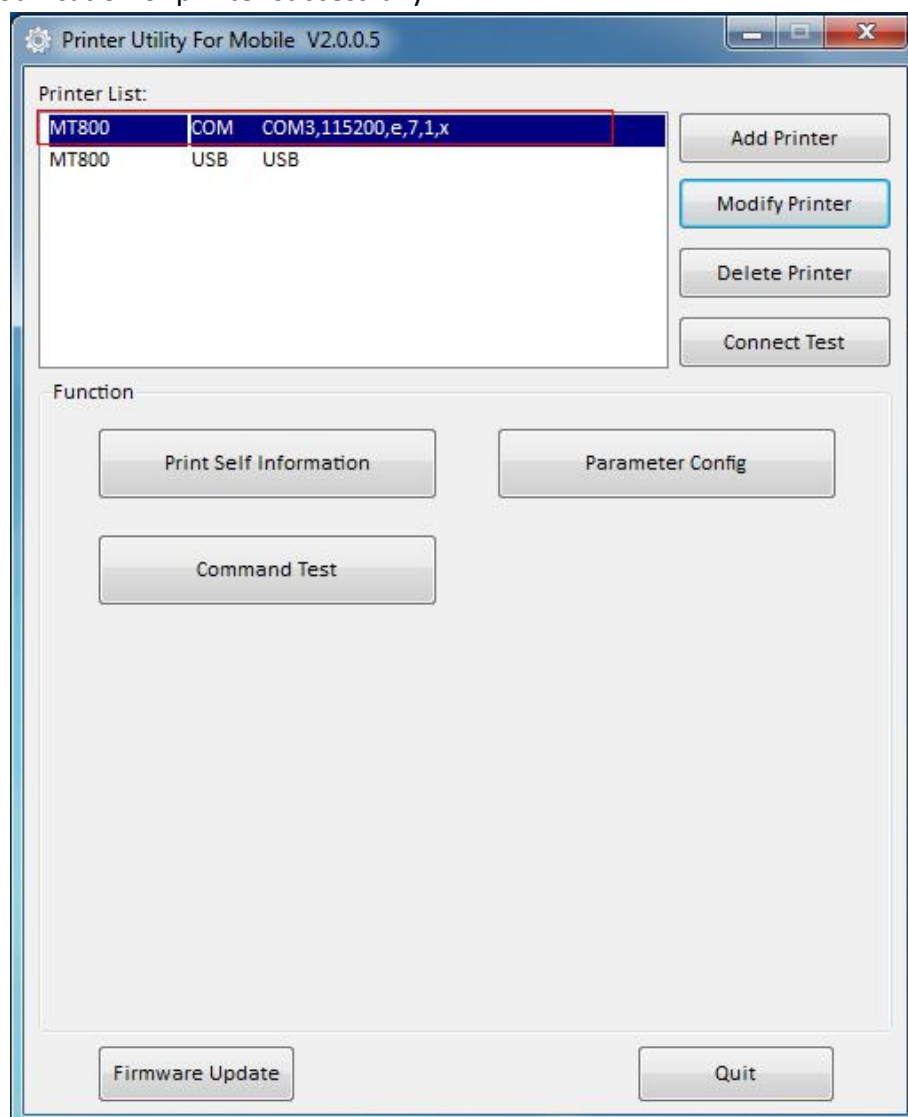 Printer Utility For Mobile V2.0.0.5
Printer List:
MT800 COM COM3,115200,e,7,1,x
MT800 USB USB
Add Printer
Modify Printer
Delete Printer
Connect Test
Function
Print Self Information
Parameter Config
Command Test
Firmware Update
Quit